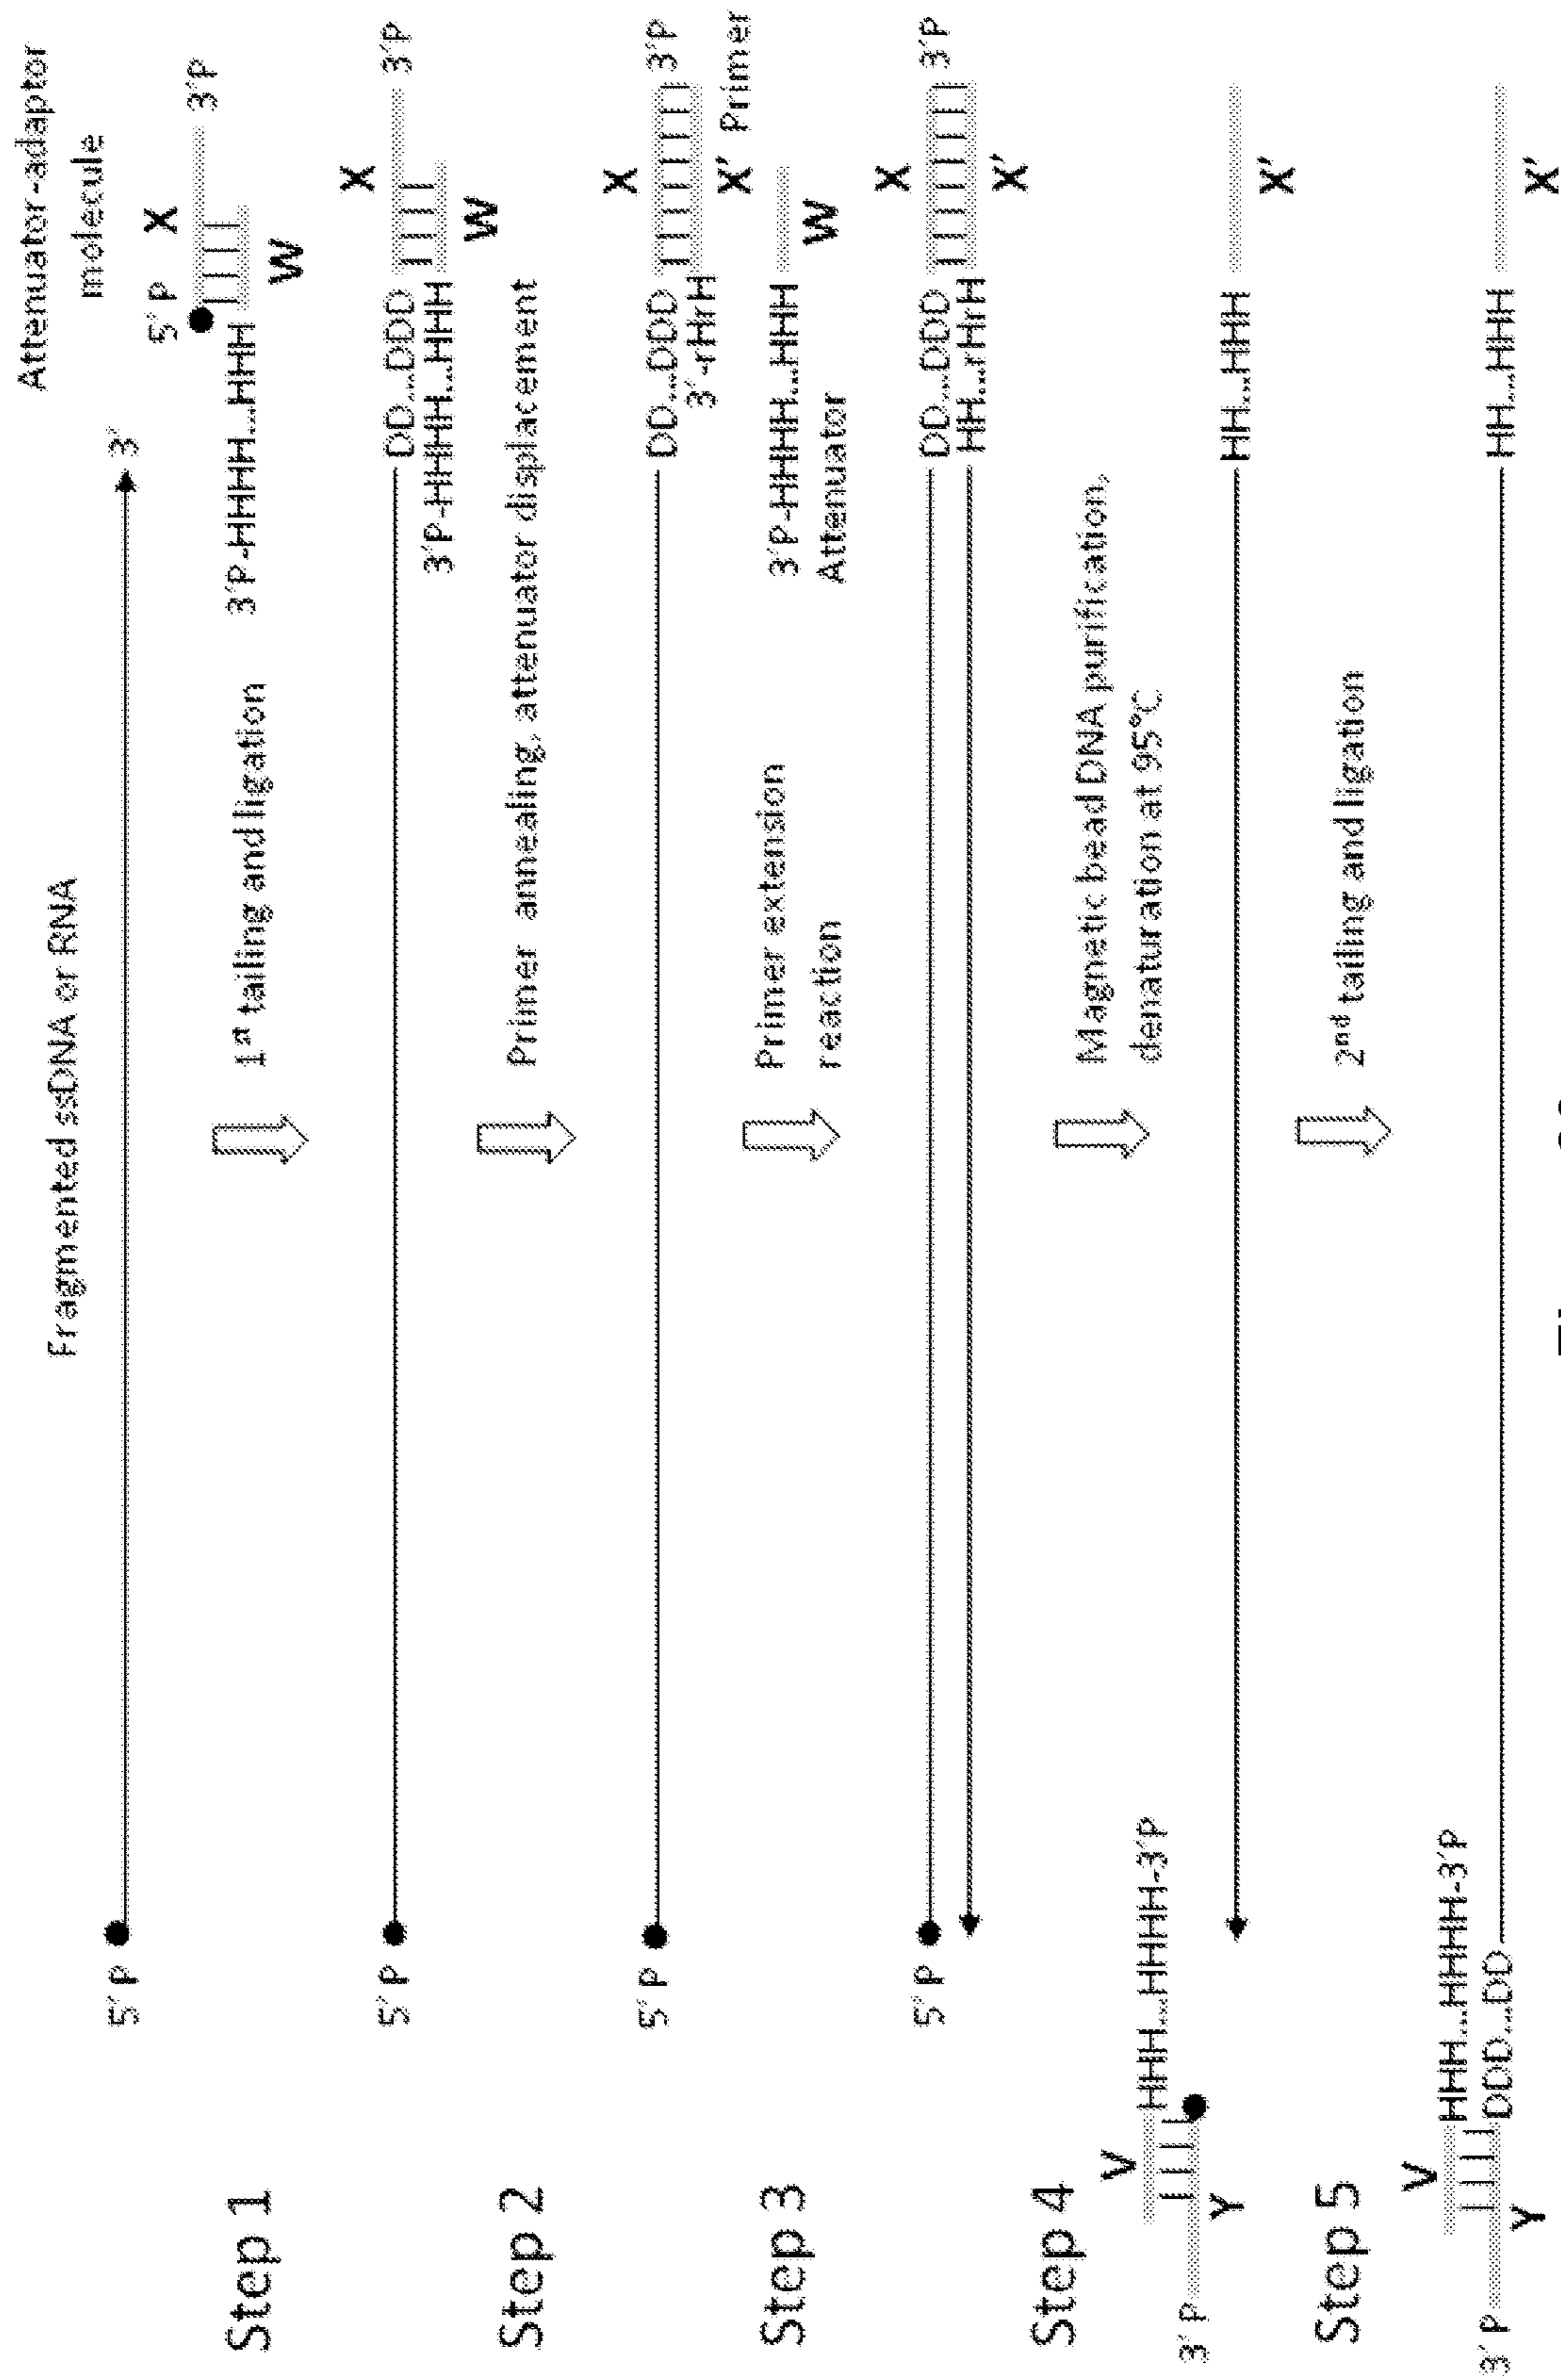 Fragmented ssDNA or RNA
Attenuator-adaptor
molecule
5´ P
3´
5´ P
X
3´P
3´P-HHHH...HHH
W
Step 1
1st tailing and ligation
5´ P
DD...DDD
X
3´P
3´P-HHHH...HHH
W
Step 2
Primer annealing, attenuator displacement
5´ P
DD...DDD
X
3´P
3´-rHrH
X'
Primer
Step 3
Primer extension
reaction
3´P-HHHH...HHH
W
Attenuator
5´ P
DD...DDD
X
3´P
HH...rHrH
X'
Step 4
Magnetic bead DNA purification,
denaturation at 95°C
V
HHH...HHHH-3´P
3´ P
Y
HH...HHH
X'
Step 5
2nd tailing and ligation
V
HHH...HHHH-3´P
3´ P
Y
DDD...DD
HH...HHH
X'